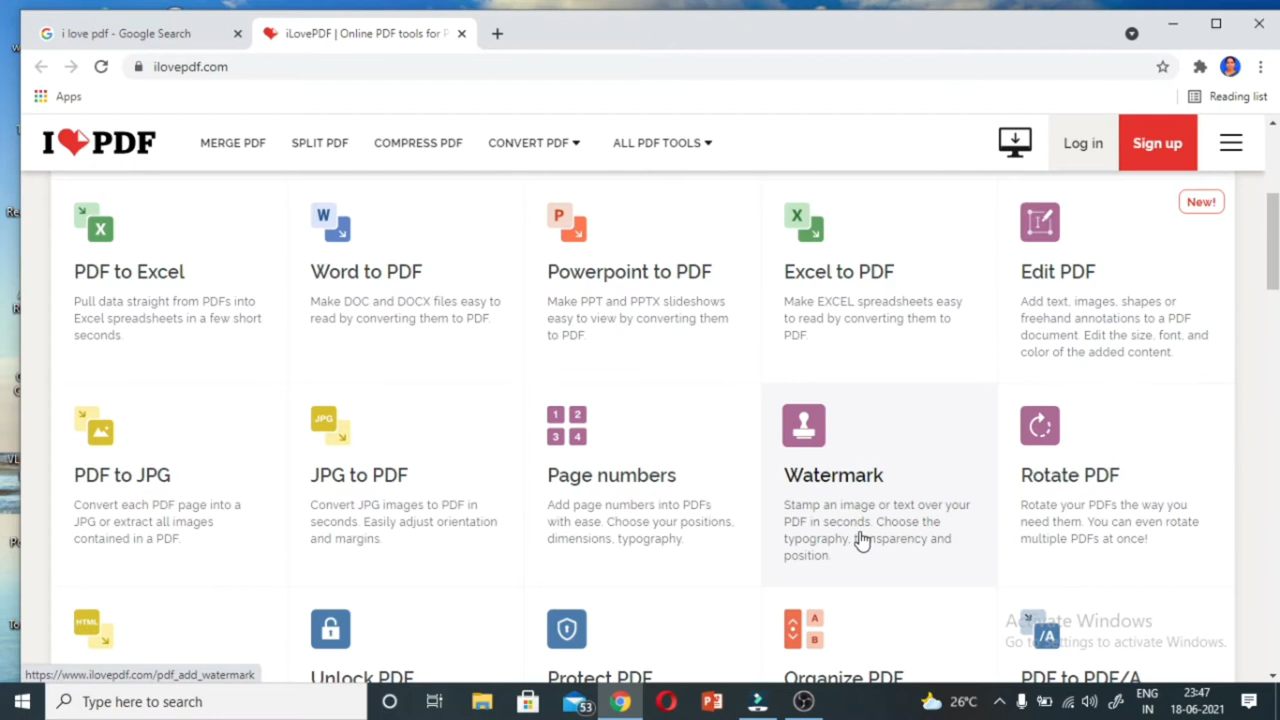 i love pdf - Google Search
iLovePDF | Online PDF tools for P
ilovepdf.com
Apps
Reading list
I PDF
MERGE PDF
SPLIT PDF
COMPRESS PDF
CONVERT PDF
ALL PDF TOOLS
Log in
Sign up
New!
X
PDF to Excel
Pull data straight from PDFs into
Excel spreadsheets in a few short
seconds.
W
Word to PDF
Make DOC and DOCX files easy to
read by converting them to PDF.
P
Powerpoint to PDF
Make PPT and PPTX slideshows
easy to view by converting them
to PDF.
X
Excel to PDF
Make EXCEL spreadsheets easy
to read by converting them to
PDF.
Edit PDF
Add text, images, shapes or
freehand annotations to a PDF
document. Edit the size, font, and
color of the added content.
PDF to JPG
Convert each PDF page into a
JPG or extract all images
contained in a PDF.
JPG
JPG to PDF
Convert JPG images to PDF in
seconds. Easily adjust orientation
and margins.
1 2
3 4
Page numbers
Add page numbers into PDFs
with ease. Choose your positions,
dimensions, typography.
Watermark
Stamp an image or text over your
PDF in seconds. Choose the
typography, and
position.
Rotate PDF
Rotate your PDFs the way you
need them. You can even rotate
multiple PDFs at once!
HTML
Unlock PDF
Protect PDF
A
B
Organize PDF
/A
PDF to PDF/A
Activate Windows
Go to Settings to activate Windows.
https://www.ilovepdf.com/pdf_add_watermark
Type here to search
53
26°C
ENG
IN
23:47
18-06-2021